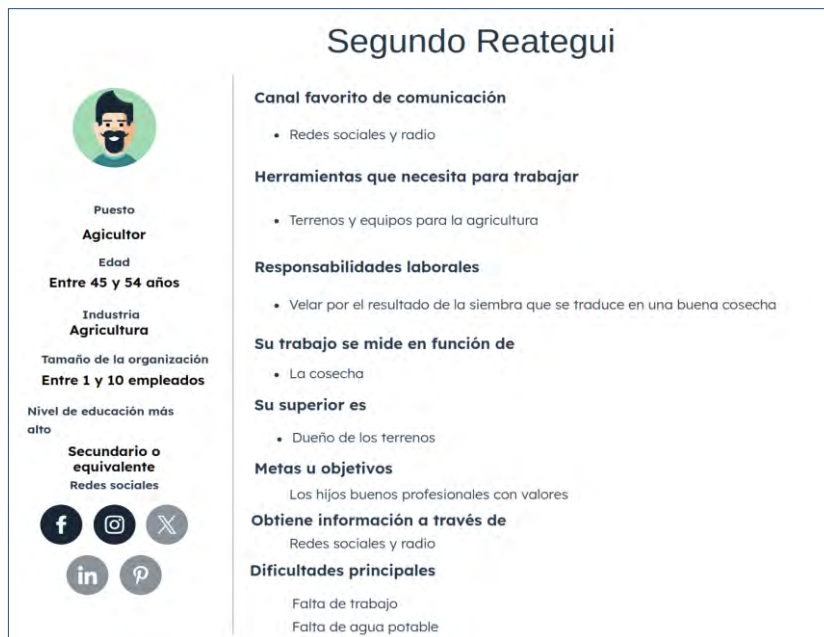 Segundo Reategui
Puesto
Agicultor
Edad
Entre 45 y 54 años
Industria
Agricultura
Tamaño de la organización
Entre 1 y 10 empleados
Nivel de educación más
alto
Secundario o
equivalente
Redes sociales
Canal favorito de comunicación
• Redes sociales y radio
Herramientas que necesita para trabajar
• Terrenos y equipos para la agricultura
Responsabilidades laborales
• Velar por el resultado de la siembra que se traduce en una buena cosecha
Su trabajo se mide en función de
• La cosecha
Su superior es
• Dueño de los terrenos
Metas u objetivos
Los hijos buenos profesionales con valores
Obtiene información a través de
Redes sociales y radio
Dificultades principales
Falta de trabajo
Falta de agua potable